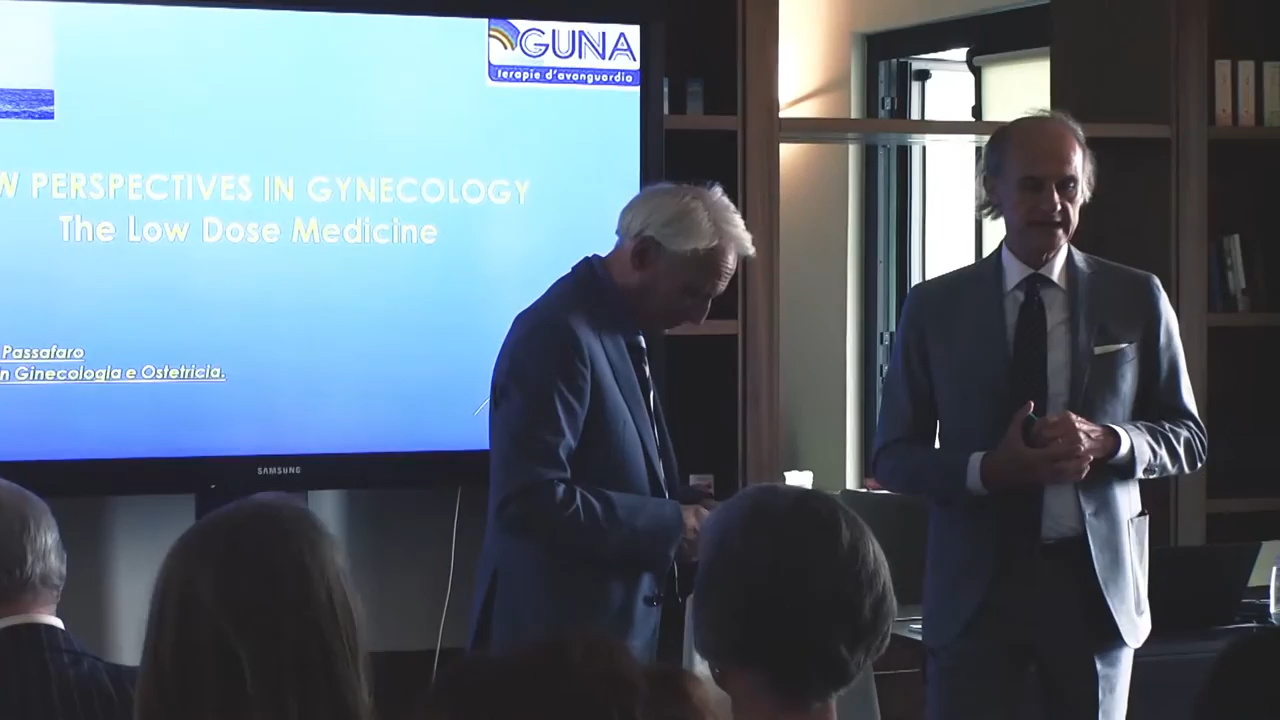 GUNA
terapie d'avanguardia
W PERSPECTIVES IN GYNECOLOGY
The Low Dose Medicine
Passafaro
n Ginecologia e Ostetricia.
SAMSUNG